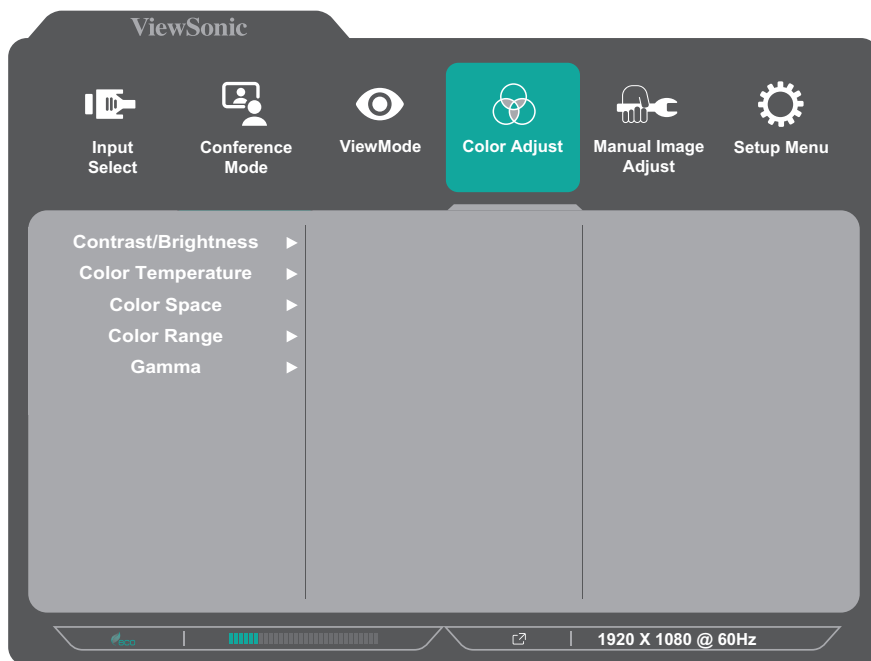 ViewSonic
Input
Select
Conference
Mode
ViewMode
Color Adjust
Manual Image
Adjust
Setup Menu
Contrast/Brightness
Color Temperature
Color Space
Color Range
Gamma
eco
1920 X 1080 @ 60Hz